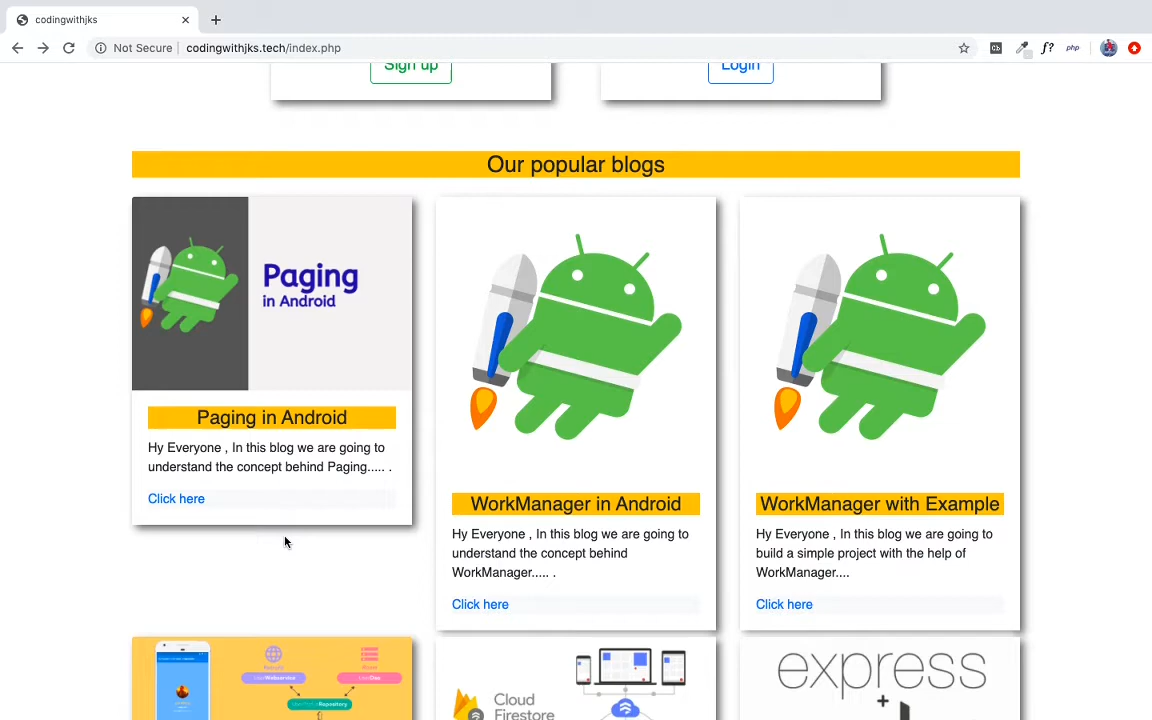 codingwithjks
Not Secure
codingwithjks.tech/index.php
Cb
f?
php
Sign up
Login
Our popular blogs
Paging
in Android
Paging in Android
Hy Everyone , In this blog we are going to
understand the concept behind Paging..... .
Click here
WorkManager in Android
Hy Everyone , In this blog we are going to
understand the concept behind
WorkManager..... .
Click here
WorkManager with Example
Hy Everyone , In this blog we are going to
build a simple project with the help of
WorkManager....
Click here
Cloud
Firestore
express
+